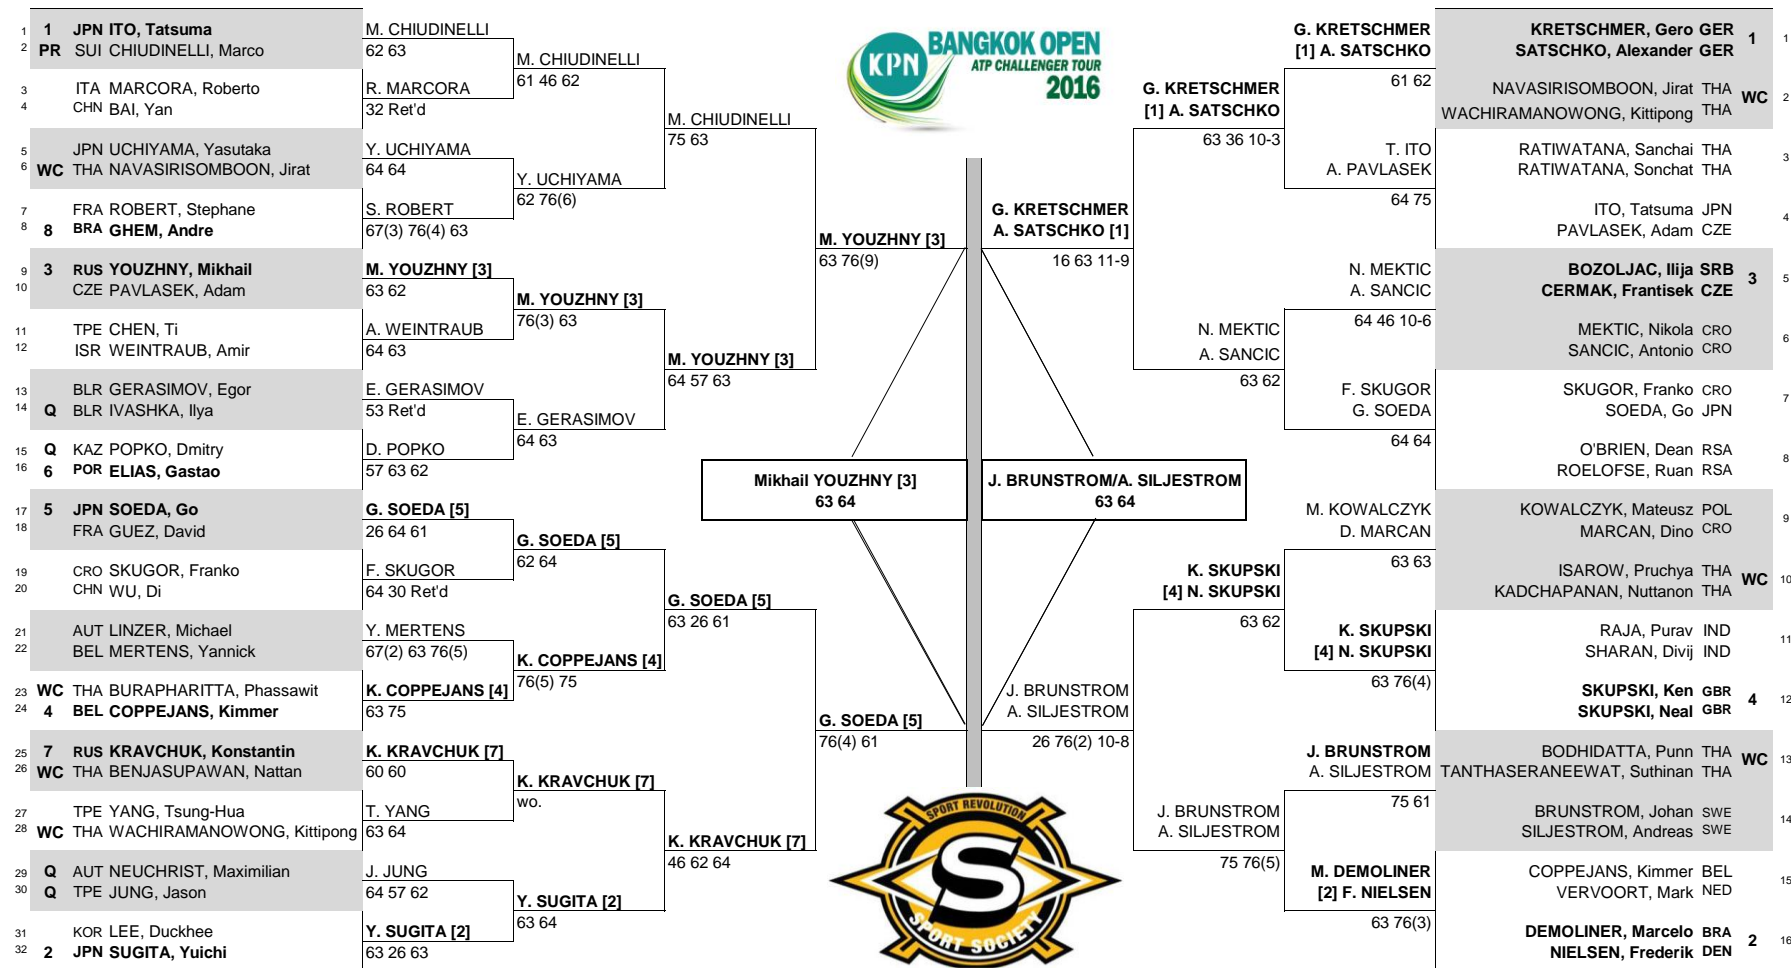 1 1 JPN ITO, Tatsuma
2 PR SUI CHIUDINELLI, Marco
3 ITA MARCORA, Roberto
4 CHN BAI, Yan
5 JPN UCHIYAMA, Yasutaka
6 WC THA NAVASIRISOMBOON, Jirat
7 FRA ROBERT, Stephane
8 8 BRA GHEM, Andre
9 3 RUS YOUZHNY, Mikhail
10 CZE PAVLASEK, Adam
11 TPE CHEN, Ti
12 ISR WEINTRAUB, Amir
13 BLR GERASIMOV, Egor
14 Q BLR IVASHKA, Ilya
15 Q KAZ POPKO, Dmitry
16 6 POR ELIAS, Gastao
17 5 JPN SOEDA, Go
18 FRA GUEZ, David
19 CRO SKUGOR, Franko
20 CHN WU, Di
21 AUT LINZER, Michael
22 BEL MERTENS, Yannick
23 WC THA BURAPHARITTA, Phassawit
24 4 BEL COPPEJANS, Kimmer
25 7 RUS KRAVCHUK, Konstantin
26 WC THA BENJASUPAWAN, Nattan
27 TPE YANG, Tsung-Hua
28 WC THA WACHIRAMANOWONG, Kittipong
29 Q AUT NEUCHRIST, Maximilian
30 Q TPE JUNG, Jason
31 KOR LEE, Duckhee
32 2 JPN SUGITA, Yuichi
M. CHIUDINELLI
62 63
R. MARCORA
32 Ret'd
Y. UCHIYAMA
64 64
S. ROBERT
67(3) 76(4) 63
M. YOUZHNY [3]
63 62
A. WEINTRAUB
64 63
E. GERASIMOV
53 Ret'd
D. POPKO
57 63 62
G. SOEDA [5]
26 64 61
F. SKUGOR
64 30 Ret'd
Y. MERTENS
67(2) 63 76(5)
K. COPPEJANS [4]
63 75
K. KRAVCHUK [7]
60 60
T. YANG
63 64
J. JUNG
64 57 62
Y. SUGITA [2]
63 26 63
M. CHIUDINELLI
61 46 62
Y. UCHIYAMA
62 76(6)
M. YOUZHNY [3]
76(3) 63
E. GERASIMOV
64 63
G. SOEDA [5]
62 64
K. COPPEJANS [4]
76(5) 75
K. KRAVCHUK [7]
wo.
Y. SUGITA [2]
63 64
M. CHIUDINELLI
75 63
M. YOUZHNY [3]
64 57 63
G. SOEDA [5]
63 26 61
K. KRAVCHUK [7]
46 62 64
M. YOUZHNY [3]
63 76(9)
G. SOEDA [5]
76(4) 61
Mikhail YOUZHNY [3]
63 64
KPN
BANGKOK OPEN
ATP CHALLENGER TOUR
2016
SPORT REVOLUTION
S
SPORT SOCIETY
J. BRUNSTROM/A. SILJESTROM
63 64
G. KRETSCHMER
A. SATSCHKO [1]
16 63 11-9
J. BRUNSTROM
A. SILJESTROM
26 76(2) 10-8
G. KRETSCHMER
[1] A. SATSCHKO
63 36 10-3
N. MEKTIC
A. SANCIC
63 62
K. SKUPSKI
[4] N. SKUPSKI
63 62
J. BRUNSTROM
A. SILJESTROM
75 76(5)
G. KRETSCHMER
[1] A. SATSCHKO
61 62
T. ITO
A. PAVLASEK
64 75
N. MEKTIC
A. SANCIC
64 46 10-6
F. SKUGOR
G. SOEDA
64 64
M. KOWALCZYK
D. MARCAN
63 63
K. SKUPSKI
[4] N. SKUPSKI
63 76(4)
J. BRUNSTROM
A. SILJESTROM
75 61
M. DEMOLINER
[2] F. NIELSEN
63 76(3)
KRETSCHMER, Gero GER 1 1
SATSCHKO, Alexander GER
NAVASIRISOMBOON, Jirat THA WC 2
WACHIRAMANOWONG, Kittipong THA
RATIWATANA, Sanchai THA 3
RATIWATANA, Sonchat THA
ITO, Tatsuma JPN 4
PAVLASEK, Adam CZE
BOZOLJAC, Ilija SRB 3 5
CERMAK, Frantisek CZE
MEKTIC, Nikola CRO 6
SANCIC, Antonio CRO
SKUGOR, Franko CRO 7
SOEDA, Go JPN
O'BRIEN, Dean RSA 8
ROELOFSE, Ruan RSA
KOWALCZYK, Mateusz POL 9
MARCAN, Dino CRO
ISAROW, Pruchya THA WC 10
KADCHAPANAN, Nuttanon THA
RAJA, Purav IND 11
SHARAN, Divij IND
SKUPSKI, Ken GBR 4 12
SKUPSKI, Neal GBR
BODHIDATTA, Punn THA WC 13
TANTHASERANEEWAT, Suthinan THA
BRUNSTROM, Johan SWE 14
SILJESTROM, Andreas SWE
COPPEJANS, Kimmer BEL 15
VERVOORT, Mark NED
DEMOLINER, Marcelo BRA 2 16
NIELSEN, Frederik DEN